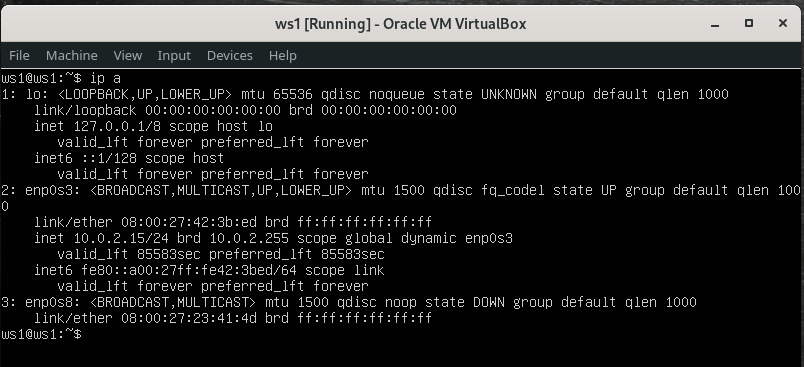 ws1 [Running] - Oracle VM VirtualBox
File Machine View Input Devices Help
ws1@ws1:~$ ip a
1: lo: <LOOPBACK,UP,LOWER_UP> mtu 65536 qdisc noqueue state UNKNOWN group default qlen 1000
    link/loopback 00:00:00:00:00:00 brd 00:00:00:00:00:00
    inet 127.0.0.1/8 scope host lo
       valid_lft forever preferred_lft forever
    inet6 ::1/128 scope host
       valid_lft forever preferred_lft forever
2: enp0s3: <BROADCAST,MULTICAST,UP,LOWER_UP> mtu 1500 qdisc fq_codel state UP group default qlen 100
0
    link/ether 08:00:27:42:3b:ed brd ff:ff:ff:ff:ff:ff
    inet 10.0.2.15/24 brd 10.0.2.255 scope global dynamic enp0s3
       valid_lft 85583sec preferred_lft 85583sec
    inet6 fe80::a00:27ff:fe42:3bed/64 scope link
       valid_lft forever preferred_lft forever
3: enp0s8: <BROADCAST,MULTICAST> mtu 1500 qdisc noop state DOWN group default qlen 1000
    link/ether 08:00:27:23:41:4d brd ff:ff:ff:ff:ff:ff
ws1@ws1:~$